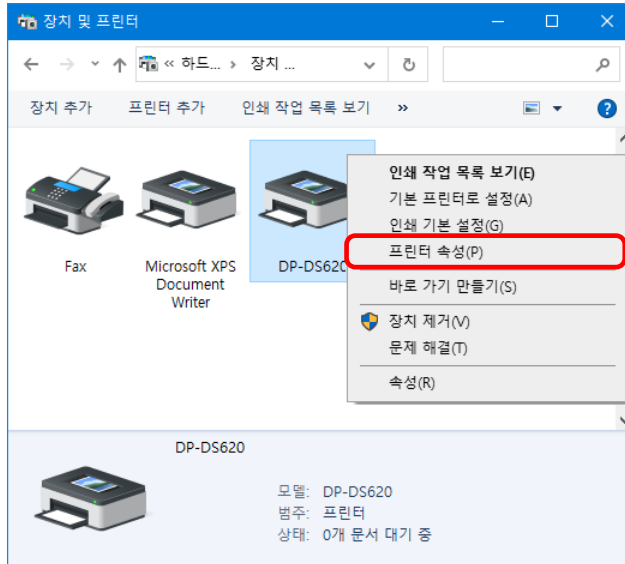 장치 및 프린터
« 하드... › 장치 ...
장치 추가 프린터 추가 인쇄 작업 목록 보기 »
Fax
Microsoft XPS
Document
Writer
DP-DS620
인쇄 작업 목록 보기(E)
기본 프린터로 설정(A)
인쇄 기본 설정(G)
프린터 속성(P)
바로 가기 만들기(S)
장치 제거(V)
문제 해결(T)
속성(R)
DP-DS620
모델: DP-DS620
범주: 프린터
상태: 0개 문서 대기 중